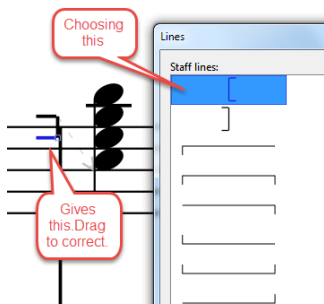 Choosing
this
Lines
Staff lines:
Gives
this.Drag
to correct.